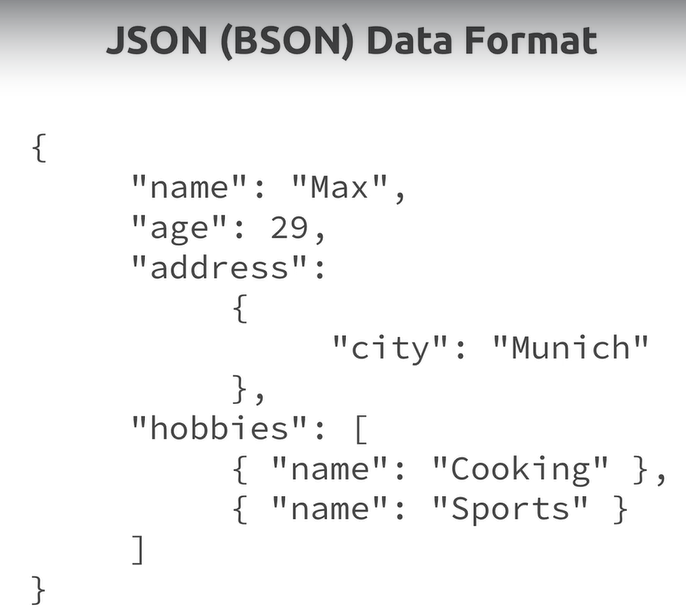 JSON (BSON) Data Format
{
"name": "Max",
"age": 29,
"address":
{
"city": "Munich"
},
"hobbies": [
{ "name": "Cooking" },
{ "name": "Sports" }
]
}